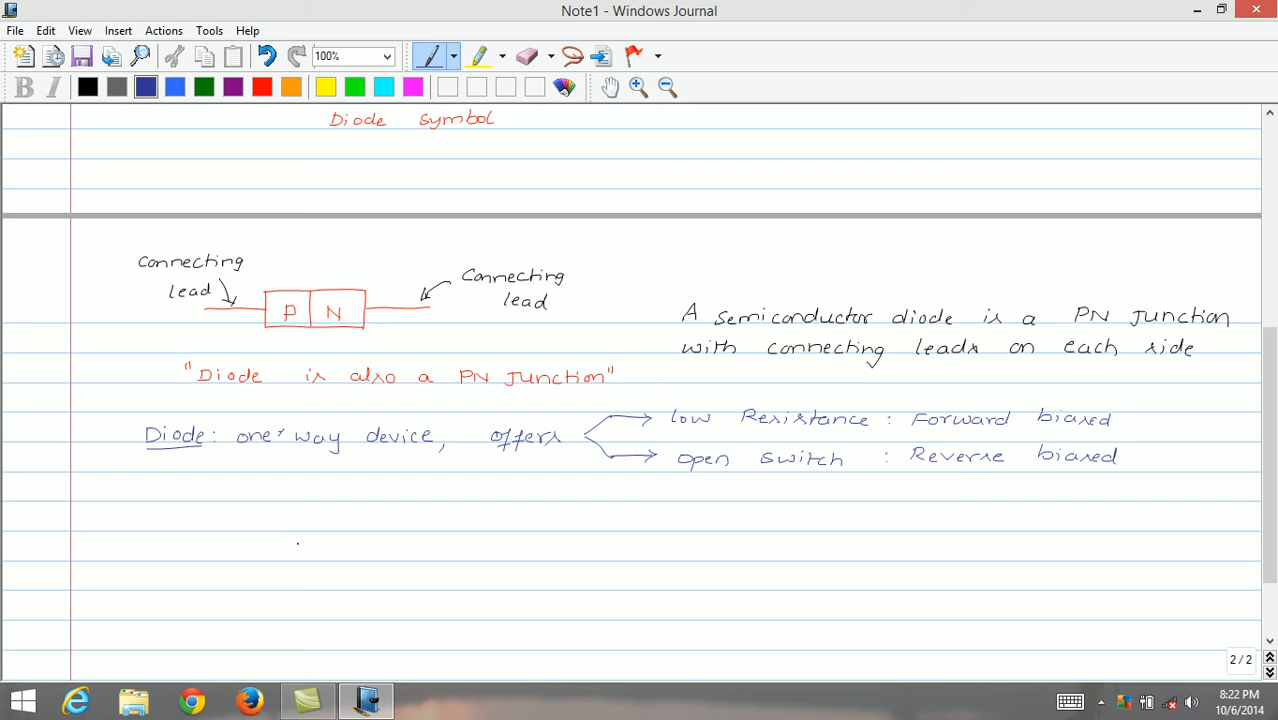 Note1 - Windows Journal
File Edit View Insert Actions Tools Help
100%
B I
Diode Symbol
Connecting
lead
Connecting
lead
P N
A Semiconductor diode is a PN Junction
with connecting leads on each side
"Diode is also a PN Junction"
Diode: one-way device, offers
low Resistance : Forward biased
open switch : Reverse biased
2 / 2
8:22 PM
10/6/2014